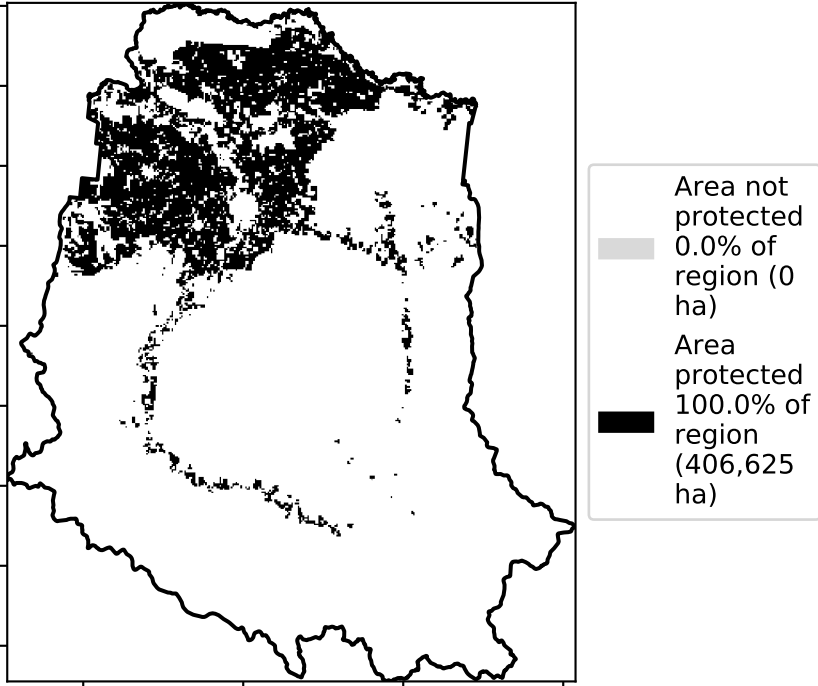 Area not
protected
0.0% of
region (0
ha)
Area
protected
100.0% of
region
(406,625
ha)